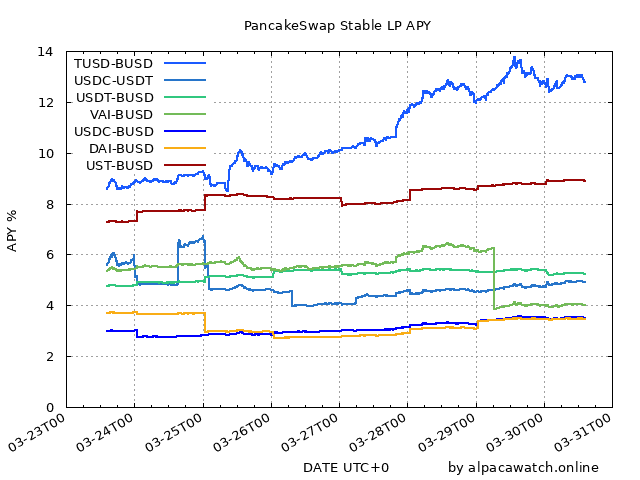 PancakeSwap Stable LP APY
TUSD-BUSD
USDC-USDT
USDT-BUSD
VAI-BUSD
USDC-BUSD
DAI-BUSD
UST-BUSD
14
12
10
8
6
4
2
0
APY %
03-23T00
03-24T00
03-25T00
03-26T00
03-27T00
03-28T00
03-29T00
03-30T00
03-31T00
DATE UTC+0
by alpacawatch.online